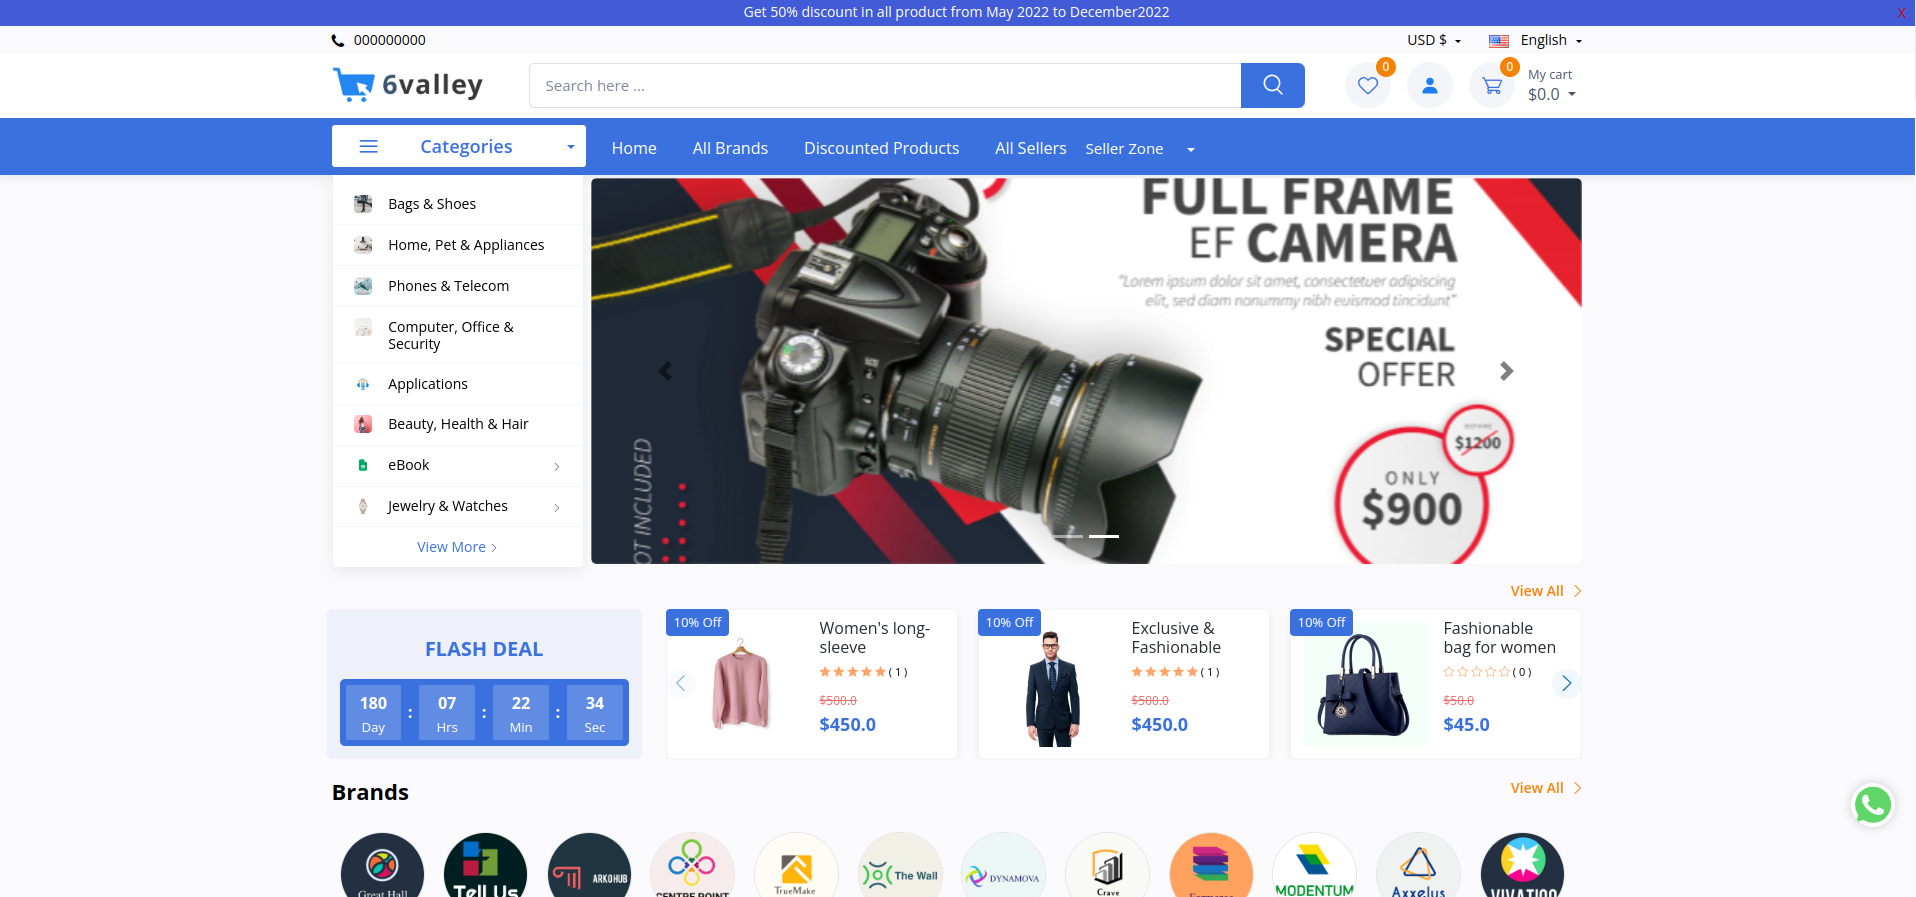 Get 50% discount in all product from May 2022 to December2022
X
000000000
USD $
English
6valley
Search here ...
0
0
My cart
$0.0
Categories
Home
All Brands
Discounted Products
All Sellers
Seller Zone
Bags & Shoes
Home, Pet & Appliances
Phones & Telecom
Computer, Office &
Security
Applications
Beauty, Health & Hair
eBook
Jewelry & Watches
View More
FULL FRAME
EF CAMERA
"Lorem ipsum dolor sit amet, consectetuer adipiscing
elit, sed diam nonummy nibh euismod tincidunt"
SPECIAL
OFFER
BEFORE
$1200
ONLY
$900
OT INCLUDED
View All
FLASH DEAL
180 : 07 : 22 : 34
Day Hrs Min Sec
10% Off
Women's long-
sleeve
( 1 )
$500.0
$450.0
10% Off
Exclusive &
Fashionable
( 1 )
$500.0
$450.0
10% Off
Fashionable
bag for women
( 0 )
$50.0
$45.0
Brands
View All
Great Hall
Tell Us
ARKOHUB
CENTRE POINT
TrueMake
The Wall
DYNAMOVA
Crave
MODENTUM
Axxelus